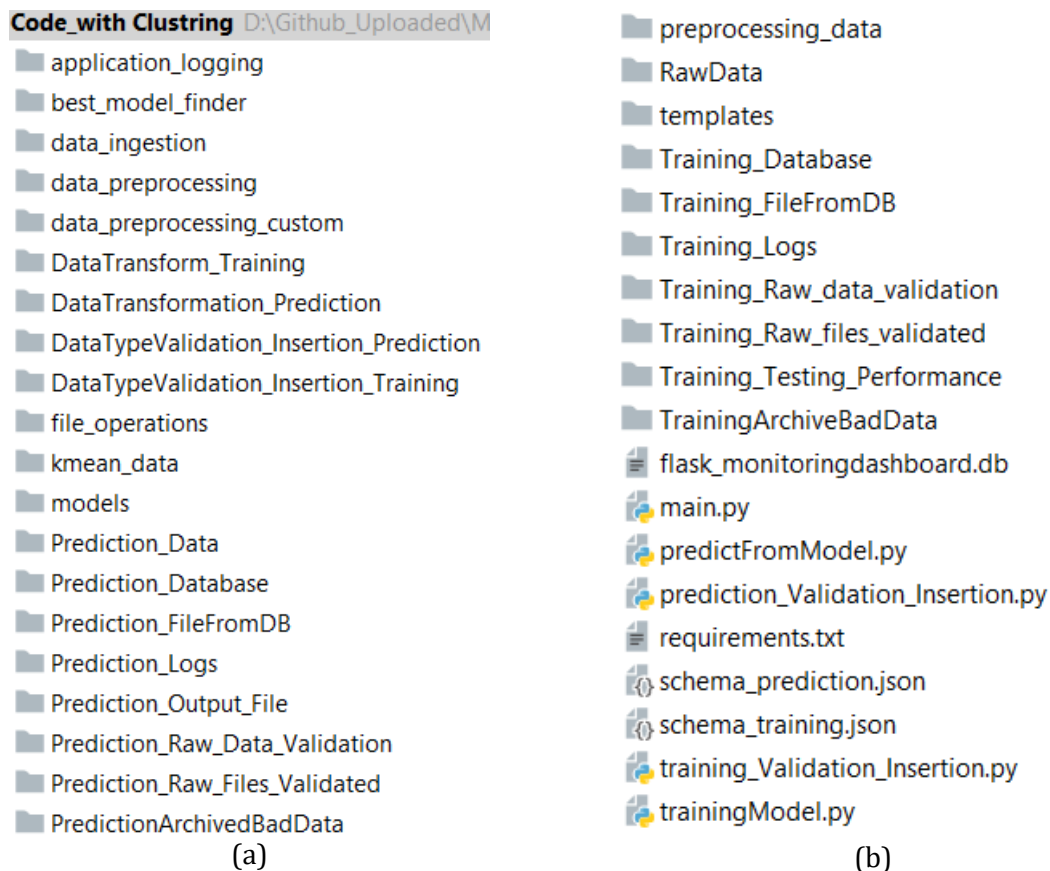 Code_with Clustring D:\Github_Uploaded\M
application_logging
best_model_finder
data_ingestion
data_preprocessing
data_preprocessing_custom
DataTransform_Training
DataTransformation_Prediction
DataTypeValidation_Insertion_Prediction
DataTypeValidation_Insertion_Training
file_operations
kmean_data
models
Prediction_Data
Prediction_Database
Prediction_FileFromDB
Prediction_Logs
Prediction_Output_File
Prediction_Raw_Data_Validation
Prediction_Raw_Files_Validated
PredictionArchivedBadData
(a)
preprocessing_data
RawData
templates
Training_Database
Training_FileFromDB
Training_Logs
Training_Raw_data_validation
Training_Raw_files_validated
Training_Testing_Performance
TrainingArchiveBadData
flask_monitoringdashboard.db
main.py
predictFromModel.py
prediction_Validation_Insertion.py
requirements.txt
schema_prediction.json
schema_training.json
training_Validation_Insertion.py
trainingModel.py
(b)